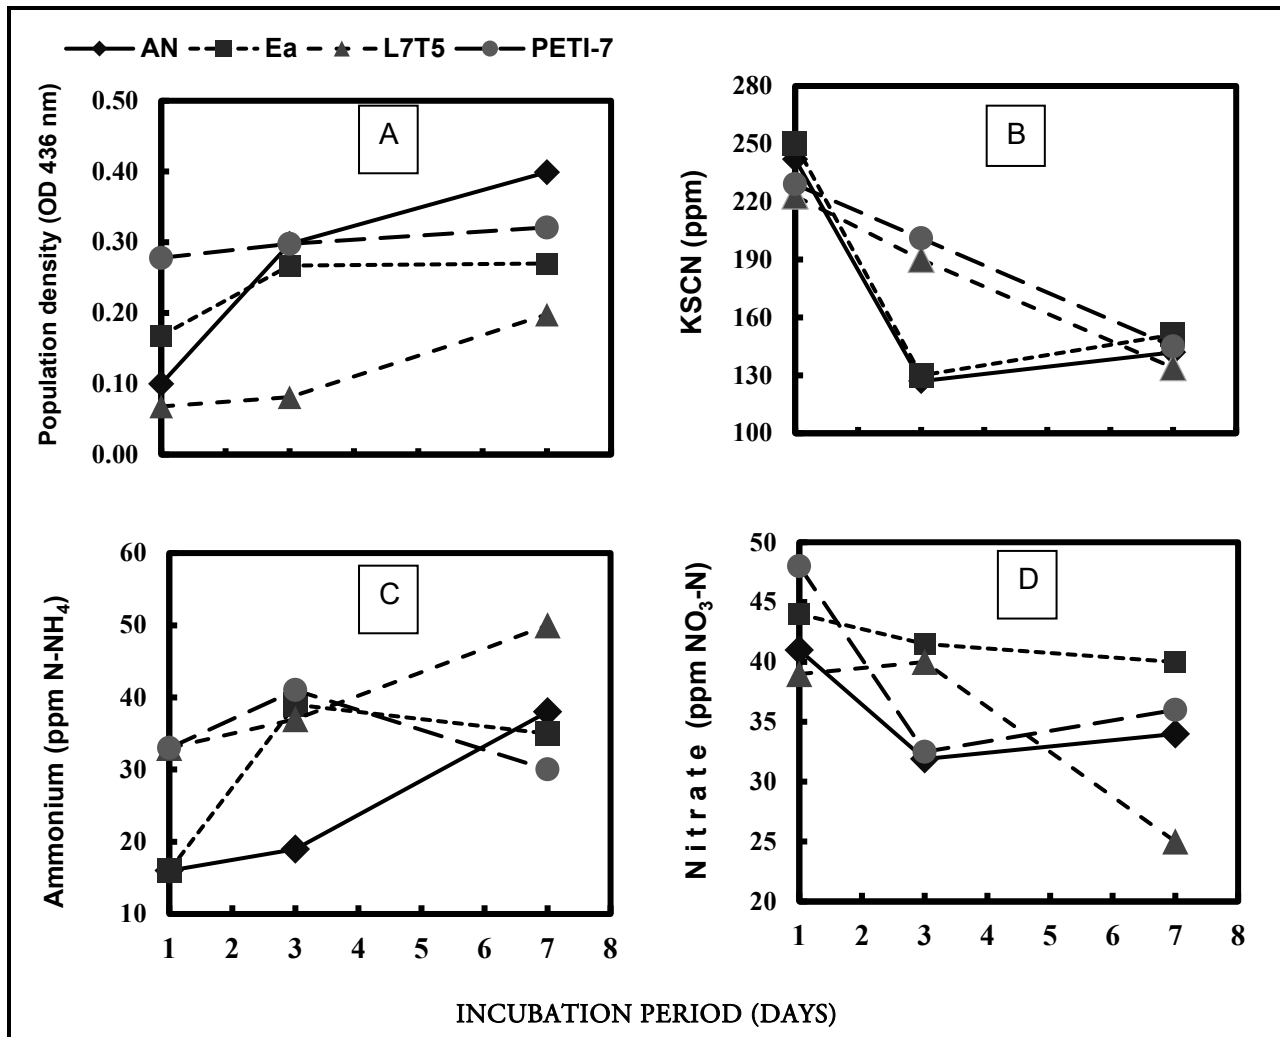 AN Ea L7T5 PETI-7
A
Population density (OD 436 nm)
0.50
0.40
0.30
0.20
0.10
0.00
B
KSCN (ppm)
280
250
220
190
160
130
100
C
Ammonium (ppm N-NH4)
60
50
40
30
20
10
1 2 3 4 5 6 7 8
D
Nitrate (ppm NO3-N)
50
45
40
35
30
25
20
1 2 3 4 5 6 7 8
INCUBATION PERIOD (DAYS)